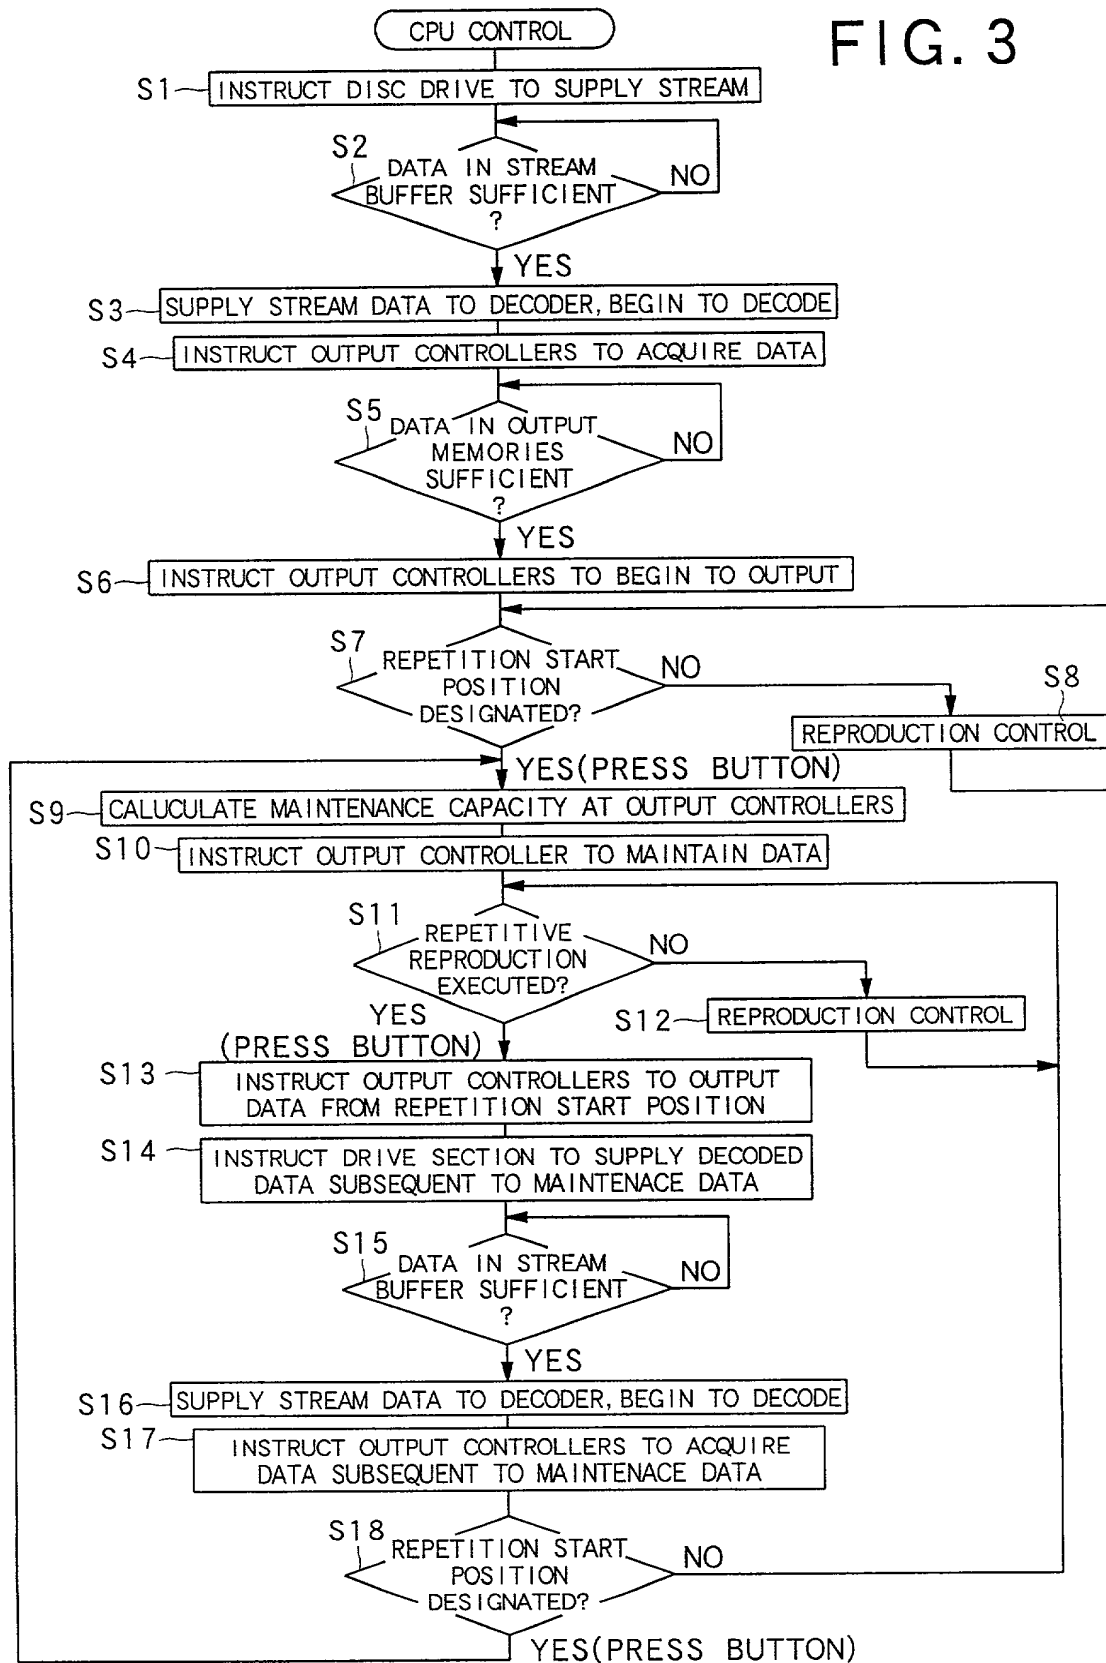 CPU CONTROL
FIG. 3
S1
INSTRUCT DISC DRIVE TO SUPPLY STREAM
S2
DATA IN STREAM
BUFFER SUFFICIENT
?
NO
YES
S3
SUPPLY STREAM DATA TO DECODER, BEGIN TO DECODE
S4
INSTRUCT OUTPUT CONTROLLERS TO ACQUIRE DATA
S5
DATA IN OUTPUT
MEMORIES
SUFFICIENT
?
NO
YES
S6
INSTRUCT OUTPUT CONTROLLERS TO BEGIN TO OUTPUT
S7
REPETITION START
POSITION
DESIGNATED?
NO
S8
REPRODUCTION CONTROL
YES(PRESS BUTTON)
S9
CALUCULATE MAINTENANCE CAPACITY AT OUTPUT CONTROLLERS
S10
INSTRUCT OUTPUT CONTROLLER TO MAINTAIN DATA
S11
REPETITIVE
REPRODUCTION
EXECUTED?
NO
S12
REPRODUCTION CONTROL
YES
(PRESS BUTTON)
S13
INSTRUCT OUTPUT CONTROLLERS TO OUTPUT
DATA FROM REPETITION START POSITION
S14
INSTRUCT DRIVE SECTION TO SUPPLY DECODED
DATA SUBSEQUENT TO MAINTENACE DATA
S15
DATA IN STREAM
BUFFER SUFFICIENT
?
NO
YES
S16
SUPPLY STREAM DATA TO DECODER, BEGIN TO DECODE
S17
INSTRUCT OUTPUT CONTROLLERS TO ACQUIRE
DATA SUBSEQUENT TO MAINTENACE DATA
S18
REPETITION START
POSITION
DESIGNATED?
NO
YES(PRESS BUTTON)